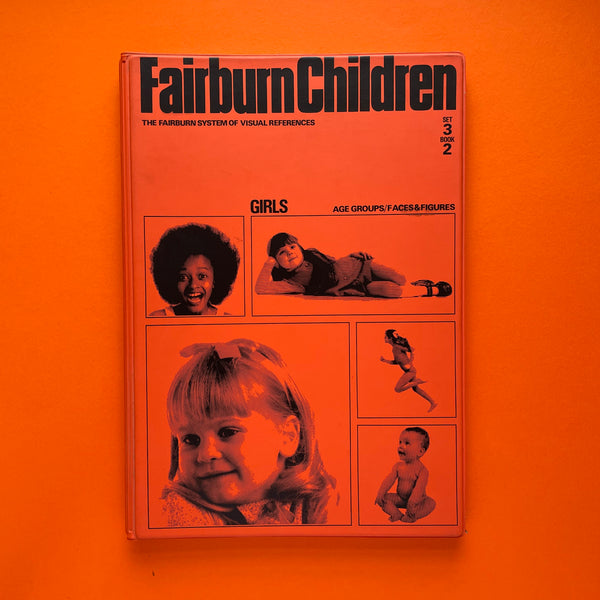 FairburnChildren
THE FAIRBURN SYSTEM OF VISUAL REFERENCES
SET
3
BOOK
2
GIRLS
AGE GROUPS/FACES&FIGURES